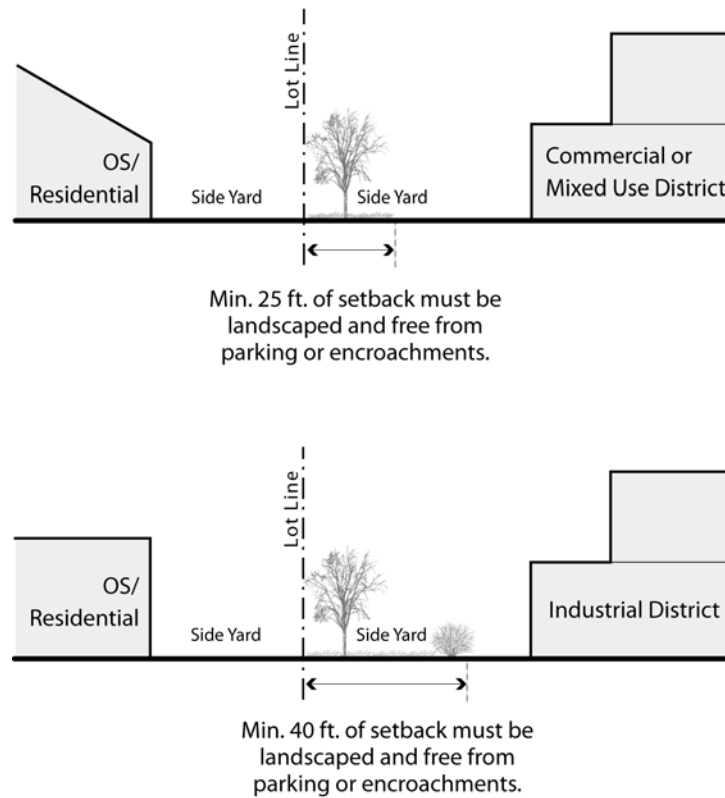 Lot Line
OS/
Residential
Side Yard
Side Yard
Commercial or
Mixed Use District
Min. 25 ft. of setback must be
landscaped and free from
parking or encroachments.
Lot Line
OS/
Residential
Side Yard
Side Yard
Industrial District
Min. 40 ft. of setback must be
landscaped and free from
parking or encroachments.